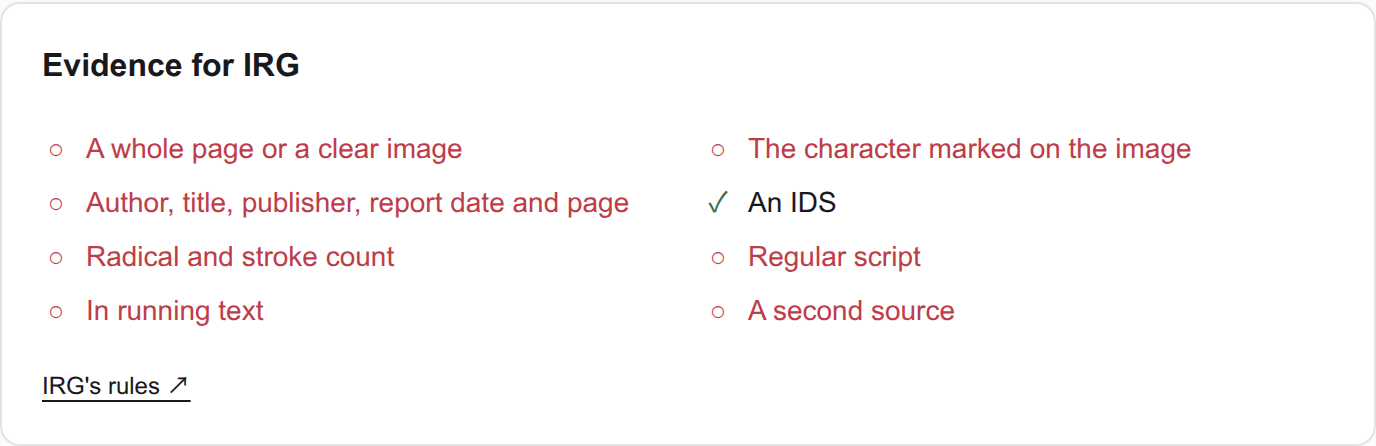 Evidence for IRG
○ A whole page or a clear image
○ The character marked on the image
○ Author, title, publisher, report date and page
✓ An IDS
○ Radical and stroke count
○ Regular script
○ In running text
○ A second source
IRG's rules ↗